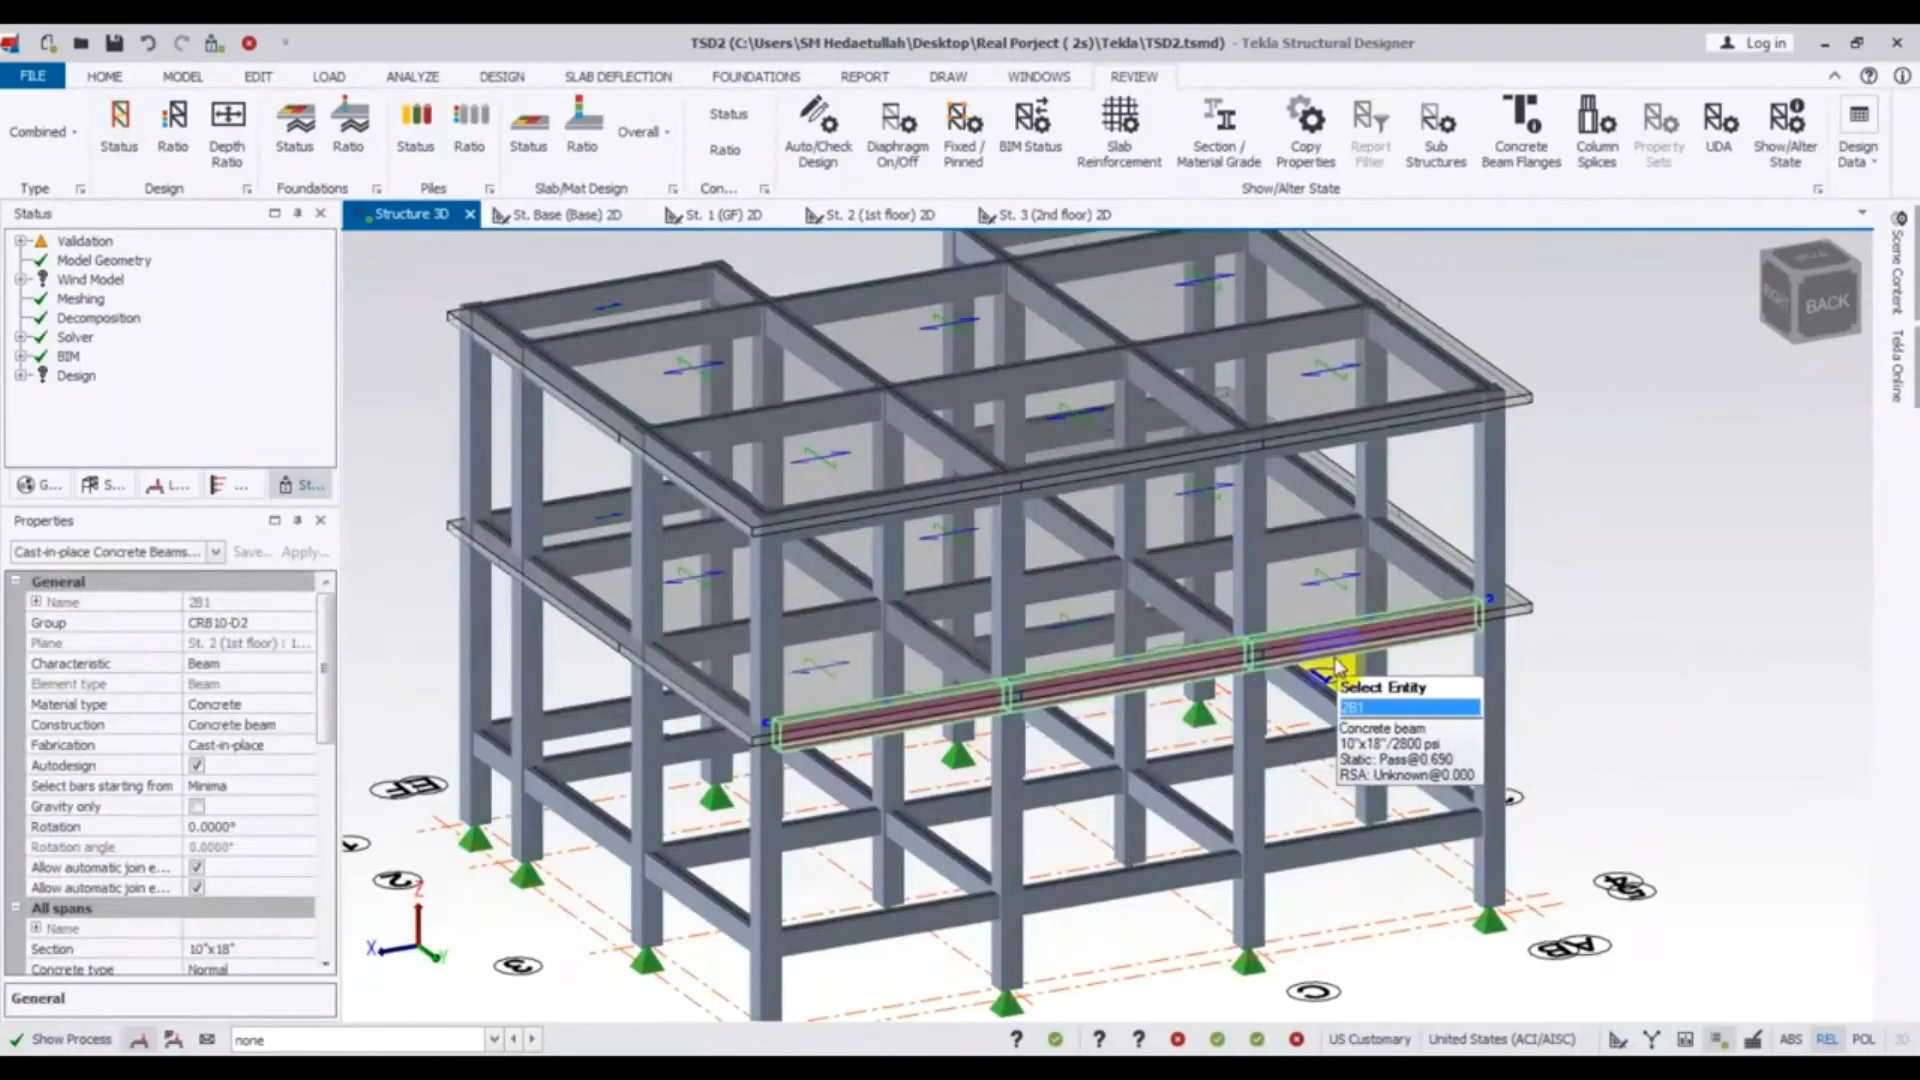 TSD2 (C:\Users\SM Hedaetullah\Desktop\Real Porject ( 2s)\Tekla\TSD2.tsmd) - Tekla Structural Designer
Log in
FILE HOME MODEL EDIT LOAD ANALYZE DESIGN SLAB DEFLECTION FOUNDATIONS REPORT DRAW WINDOWS REVIEW
Combined
Status
Ratio
Depth
Ratio
Status
Ratio
Status
Ratio
Status
Ratio
Overall
Status
Ratio
Auto/Check
Design
Diaphragm
On/Off
Fixed /
Pinned
BIM Status
Slab
Reinforcement
Section /
Material Grade
Copy
Properties
Report
Filter
Sub
Structures
Concrete
Beam Flanges
Column
Splices
Property
Sets
UDA
Show/Alter
State
Design
Data
Type Design Foundations Piles Slab/Mat Design Con... Show/Alter State
Status
Validation
Model Geometry
Wind Model
Meshing
Decomposition
Solver
BIM
Design
G... S... L... ... St...
Properties
Cast-in-place Concrete Beams... Save... Apply...
General
Name 2B1
Group CRB10-D2
Plane St. 2 (1st floor) : 1...
Characteristic Beam
Element type Beam
Material type Concrete
Construction Concrete beam
Fabrication Cast-in-place
Autodesign
Select bars starting from Minima
Gravity only
Rotation 0.0000°
Rotation angle 0.0000°
Allow automatic join e...
Allow automatic join e...
All spans
Name
Section 10"x18"
Concrete type Normal
General
Structure 3D
St. Base (Base) 2D
St. 1 (GF) 2D
St. 2 (1st floor) 2D
St. 3 (2nd floor) 2D
BACK
RIGHT
Scene Content
Tekla Online
Select Entity
2B1
Concrete beam
10"x18"/2800 psi
Static: Pass@0.690
RSA: Unknown@0.000
EF
2
3
C
AB
X
Y
Z
Show Process
none
US Customary
United States (ACI/AISC)
ABS REL POL 3D